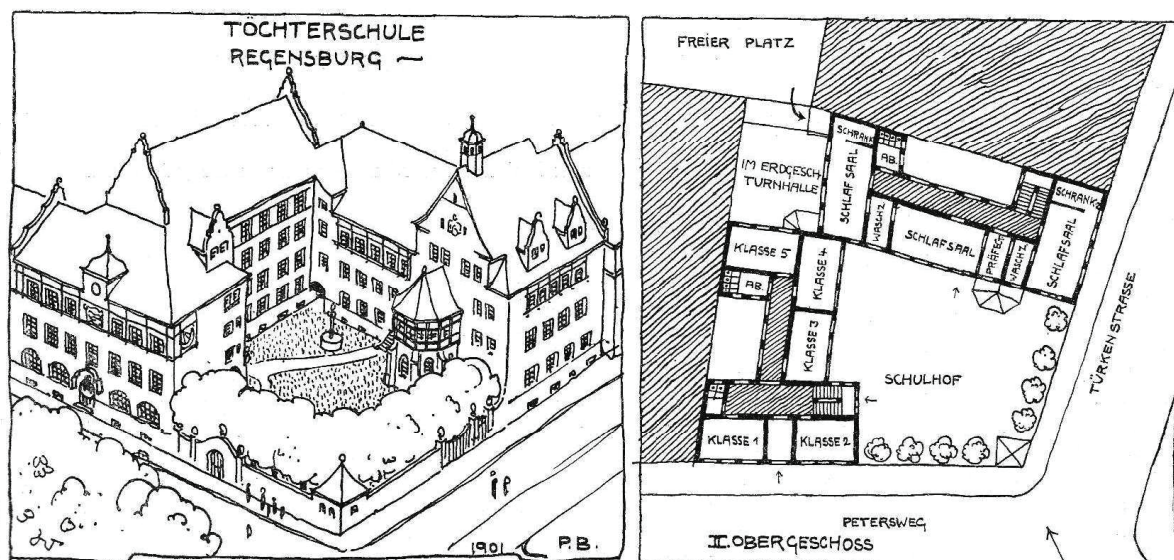 TÖCHTERSCHULE
REGENSBURG
1901
P.B.
FREIER PLATZ
SCHRANK
AB.
IM ERDGESCH
TURNHALLE
SCHLAFSAAL
WASCHZ
SCHLAFSAAL
PRÄFEC
WASCHZ
SCHRANKZ
SCHLAFSAAL
KLASSE 5
KLASSE 4
AB.
KLASSE 3
SCHULHOF
TÜRKENSTRASSE
KLASSE 1
KLASSE 2
PETERSWEG
II. OBERGESCHOSS